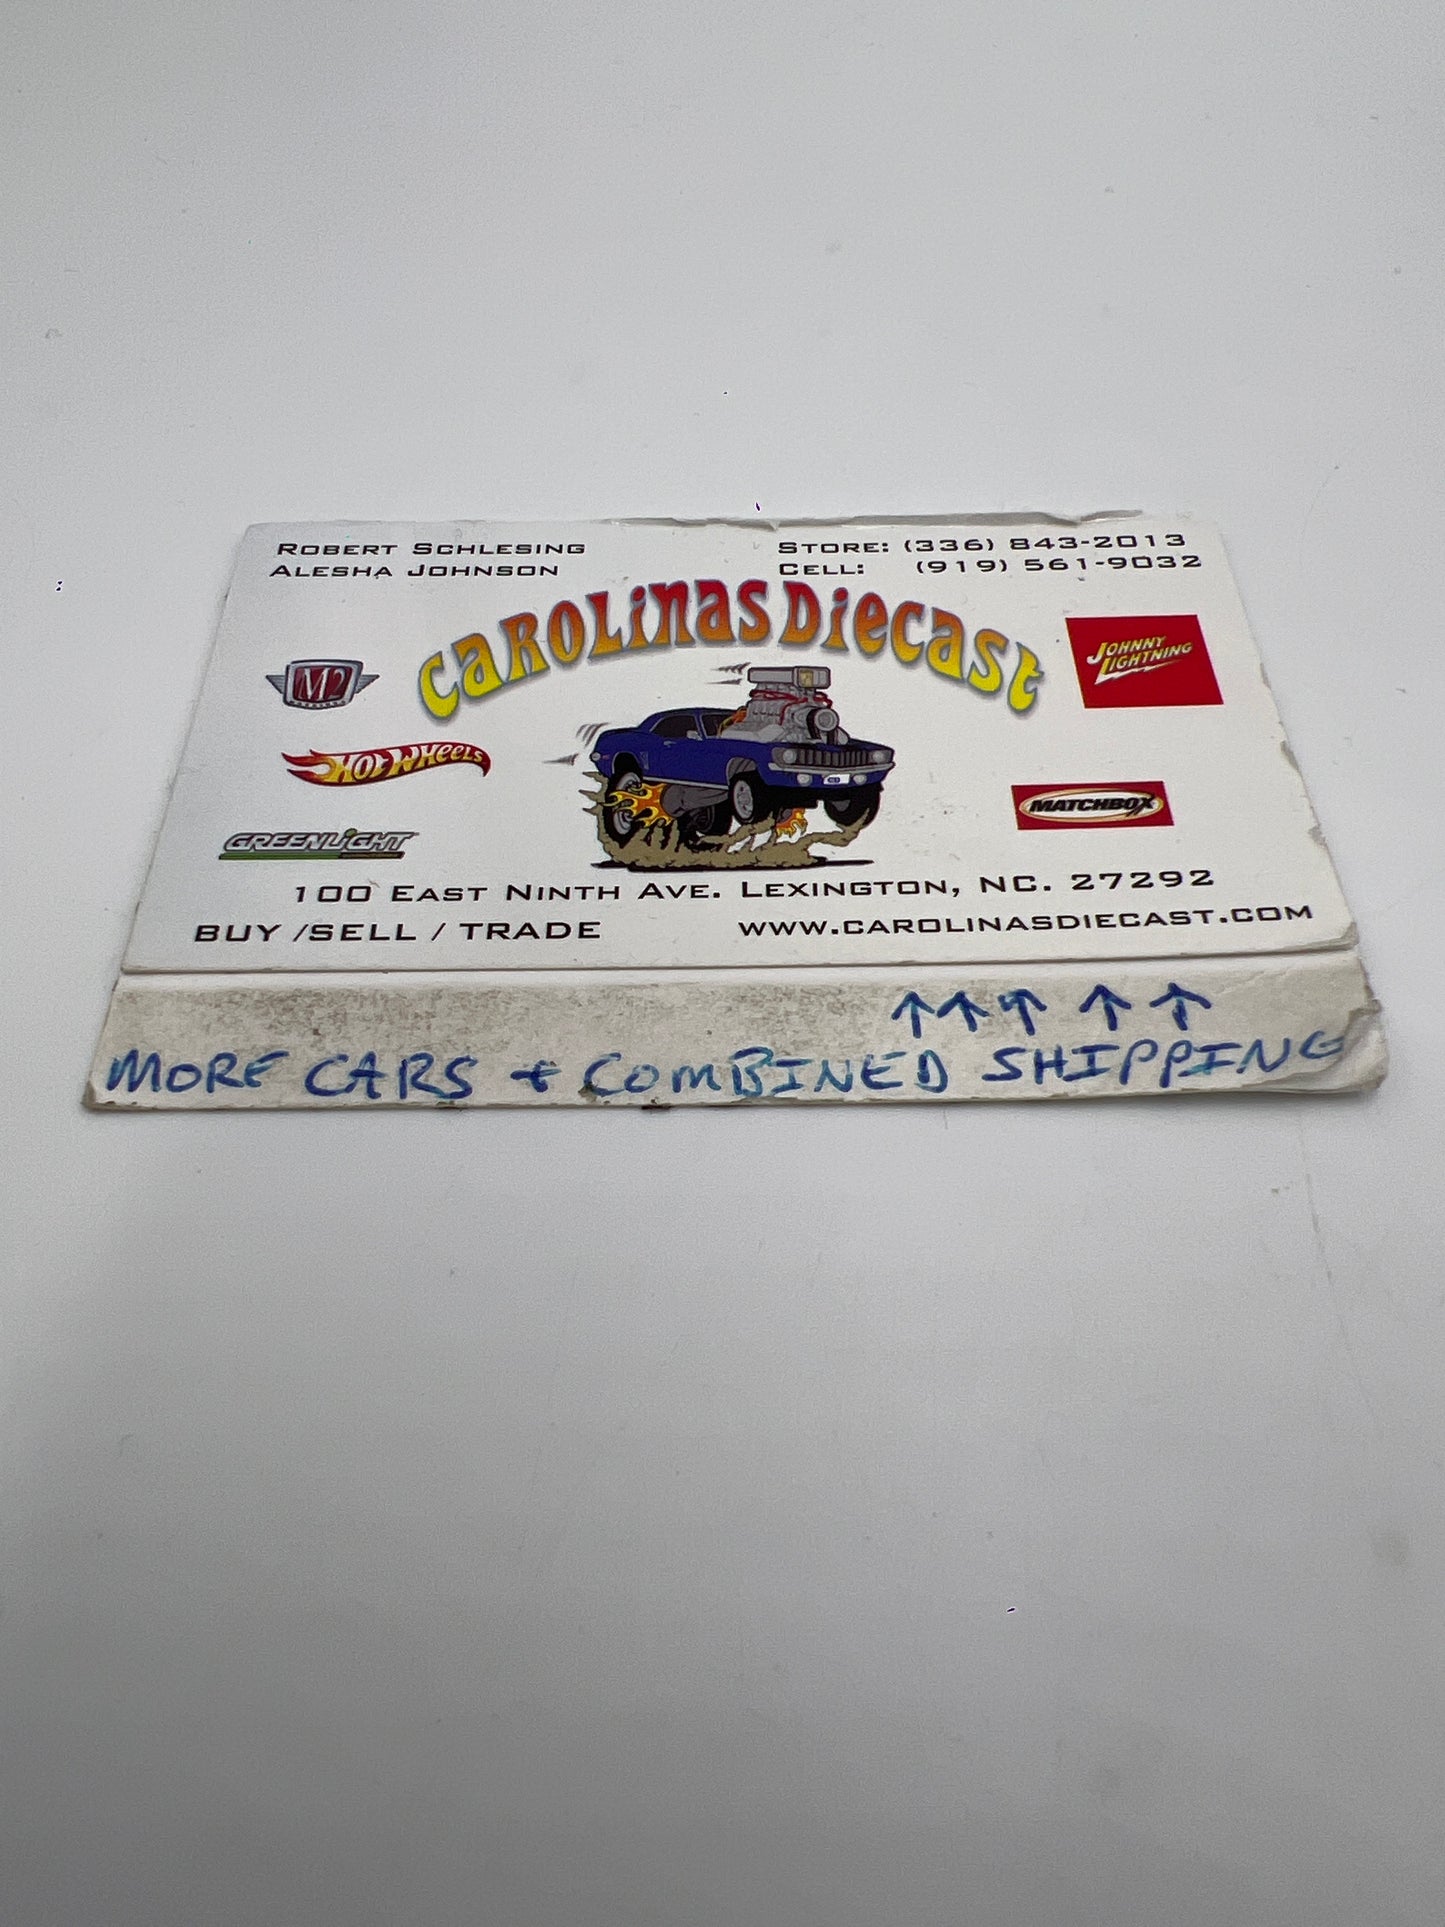 ROBERT SCHLESING
ALESHA JOHNSON
STORE: (336) 843-2013
CELL: (919) 561-9032
CAROLINAS DIECAST
M2
JOHNNY LIGHTNING
HOT WHEELS
MATCHBOX
GREENLIGHT
100 EAST NINTH AVE. LEXINGTON, NC. 27292
BUY /SELL / TRADE
WWW.CAROLINASDIECAST.COM
↑ ↑ ↑ ↑ ↑
MORE CARS + COMBINED SHIPPING